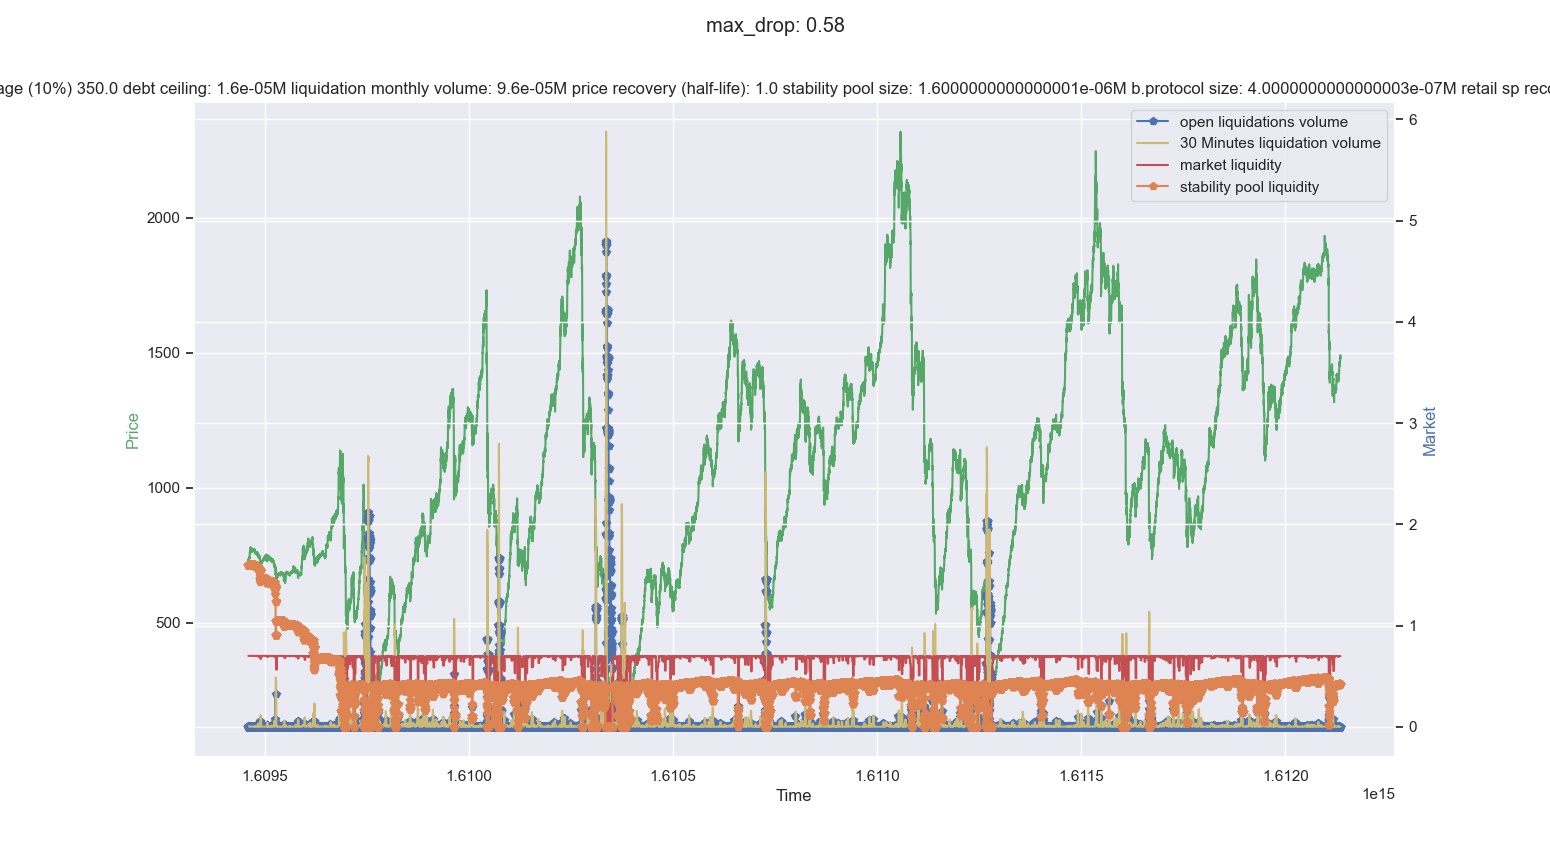 max_drop: 0.58
age (10%) 350.0 debt ceiling: 1.6e-05M liquidation monthly volume: 9.6e-05M price recovery (half-life): 1.0 stability pool size: 1.6000000000000001e-06M b.protocol size: 4.0000000000000003e-07M retail sp reco
open liquidations volume
30 Minutes liquidation volume
market liquidity
stability pool liquidity
2000
1500
1000
500
Price
6
5
4
3
2
1
0
Market
1.6095
1.6100
1.6105
1.6110
1.6115
1.6120
1e15
Time